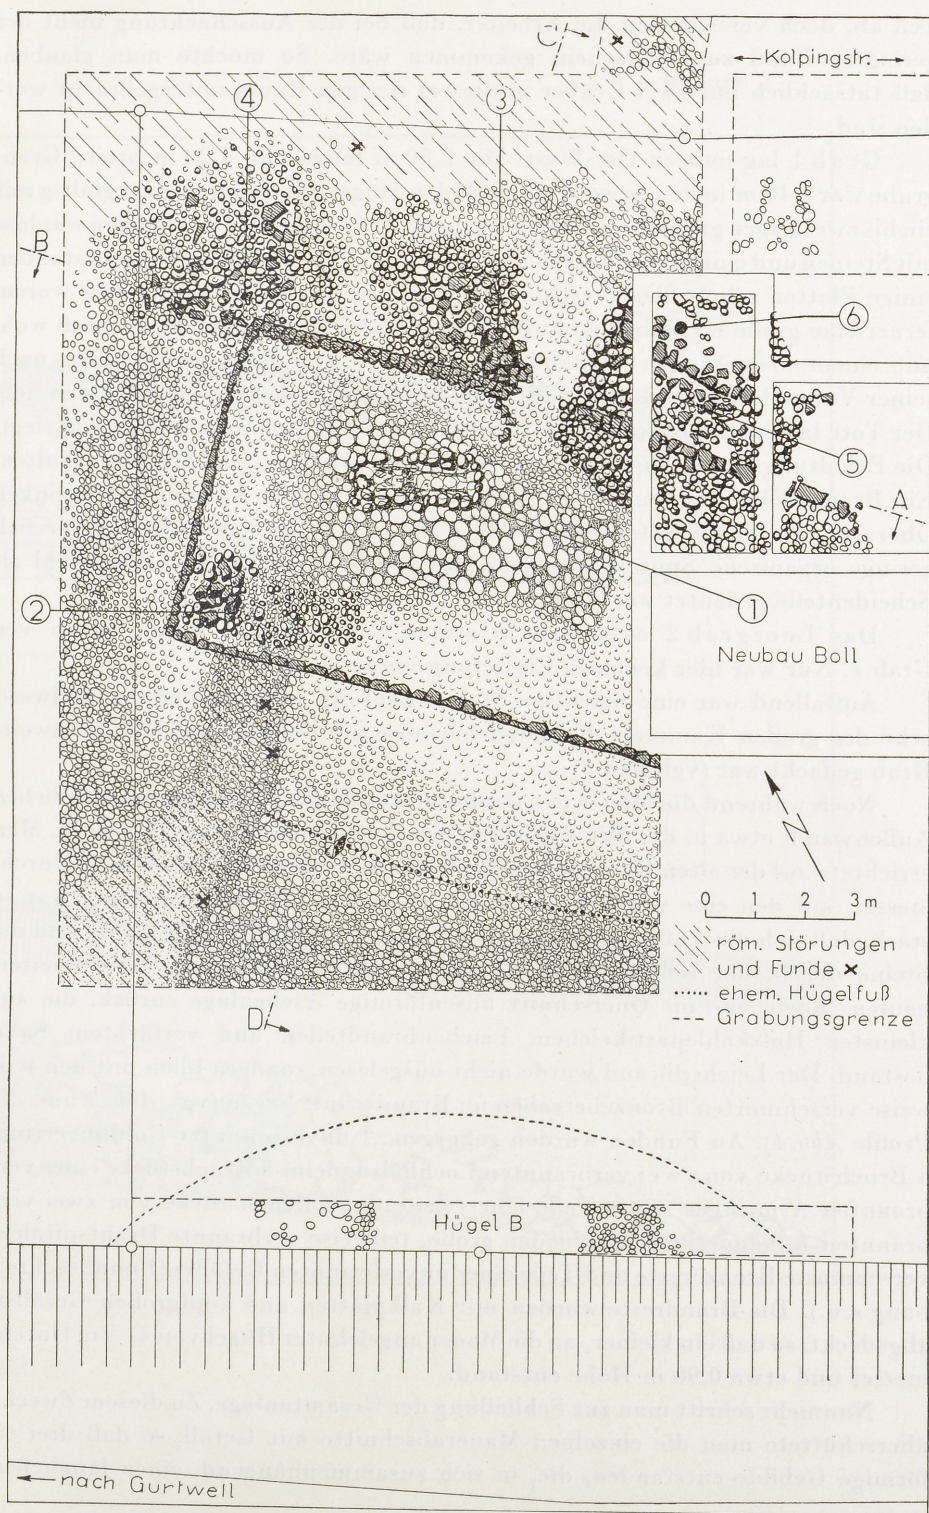 C
Kolpingstr.
4
3
B
6
5
A
2
1
Neubau Boll
0 1 2 3 m
röm. Störungen
und Funde x
ehem. Hügelfuß
Grabungsgrenze
D
Hügel B
nach Gurtweil